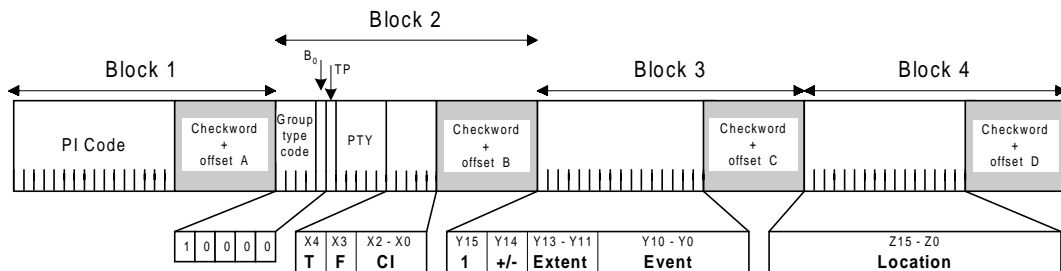 Block 2
B0 TP
Block 1 Block 3 Block 4
PI Code
Checkword + offset A
Group type code
PTY
Checkword + offset B
Checkword + offset C
Checkword + offset D
1 0 0 0 0
X4 X3 X2 - X0
T F CI
Y15 Y14 Y13 - Y11 Y10 - Y0
1 +/- Extent Event
Z15 - Z0
Location